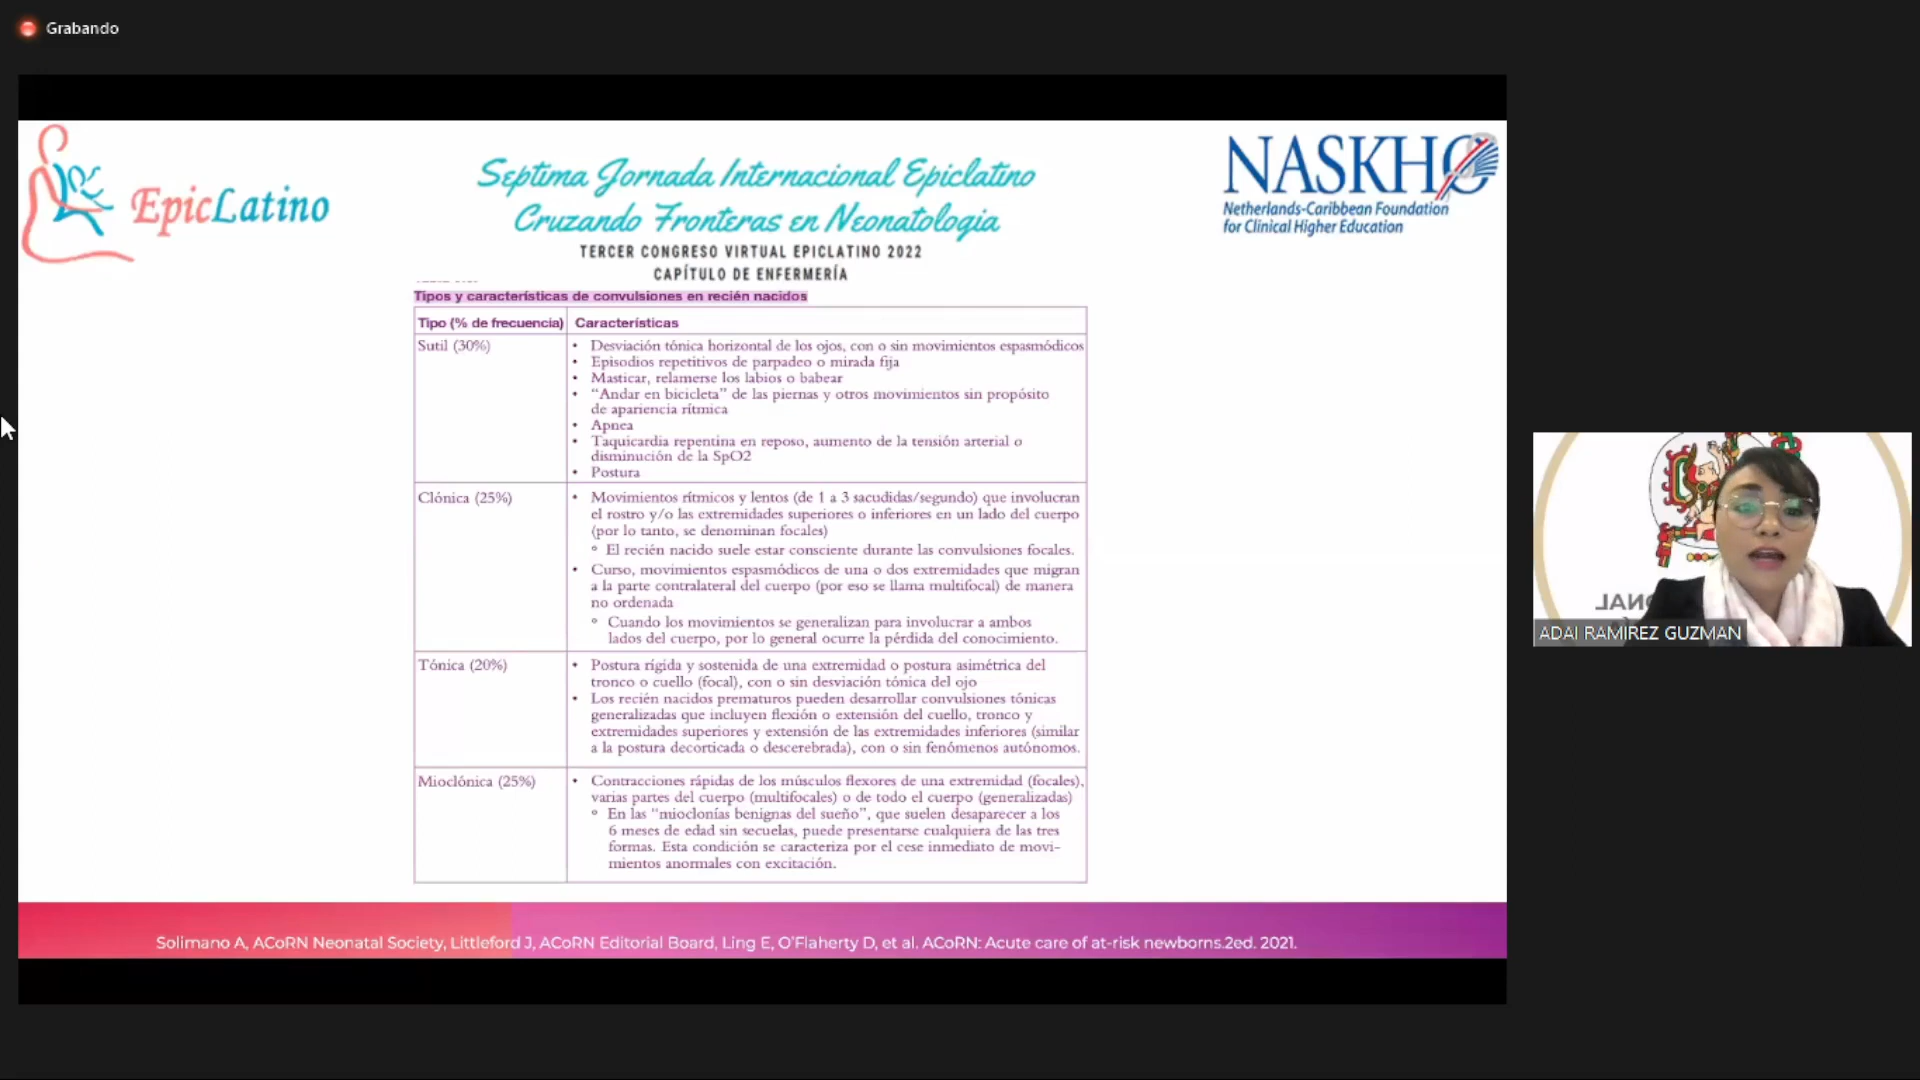 Grabando
EpicLatino
Septima Jornada Internacional Epiclatino
Cruzando Fronteras en Neonatologia
TERCER CONGRESO VIRTUAL EPICLATINO 2022
CAPÍTULO DE ENFERMERÍA
NASKHO
Netherlands-Caribbean Foundation
for Clinical Higher Education
Tipos y características de convulsiones en recién nacidos
Tipo (% de frecuencia) Características
Sutil (30%)
• Desviación tónica horizontal de los ojos, con o sin movimientos espasmódicos
• Episodios repetitivos de parpadeo o mirada fija
• Masticar, relamerse los labios o babear
• “Andar en bicicleta” de las piernas y otros movimientos sin propósito
de apariencia rítmica
• Apnea
• Taquicardia repentina en reposo, aumento de la tensión arterial o
disminución de la SpO2
• Postura
Clónica (25%)
• Movimientos rítmicos y lentos (de 1 a 3 sacudidas/segundo) que involucran
el rostro y/o las extremidades superiores o inferiores en un lado del cuerpo
(por lo tanto, se denominan focales)
° El recién nacido suele estar consciente durante las convulsiones focales.
• Curso, movimientos espasmódicos de una o dos extremidades que migran
a la parte contralateral del cuerpo (por eso se llama multifocal) de manera
no ordenada
° Cuando los movimientos se generalizan para involucrar a ambos
lados del cuerpo, por lo general ocurre la pérdida del conocimiento.
Tónica (20%)
• Postura rígida y sostenida de una extremidad o postura asimétrica del
tronco o cuello (focal), con o sin desviación tónica del ojo
• Los recién nacidos prematuros pueden desarrollar convulsiones tónicas
generalizadas que incluyen flexión o extensión del cuello, tronco y
extremidades superiores y extensión de las extremidades inferiores (similar
a la postura decorticada o descerebrada), con o sin fenómenos autónomos.
Mioclónica (25%)
• Contracciones rápidas de los músculos flexores de una extremidad (focales),
varias partes del cuerpo (multifocales) o de todo el cuerpo (generalizadas)
° En las “mioclonías benignas del sueño”, que suelen desaparecer a los
6 meses de edad sin secuelas, puede presentarse cualquiera de las tres
formas. Esta condición se caracteriza por el cese inmediato de movi-
mientos anormales con excitación.
Solimano A, ACoRN Neonatal Society, Littleford J, ACoRN Editorial Board, Ling E, O’Flaherty D, et al. ACoRN: Acute care of at-risk newborns.2ed. 2021.
ADAI RAMIREZ GUZMAN